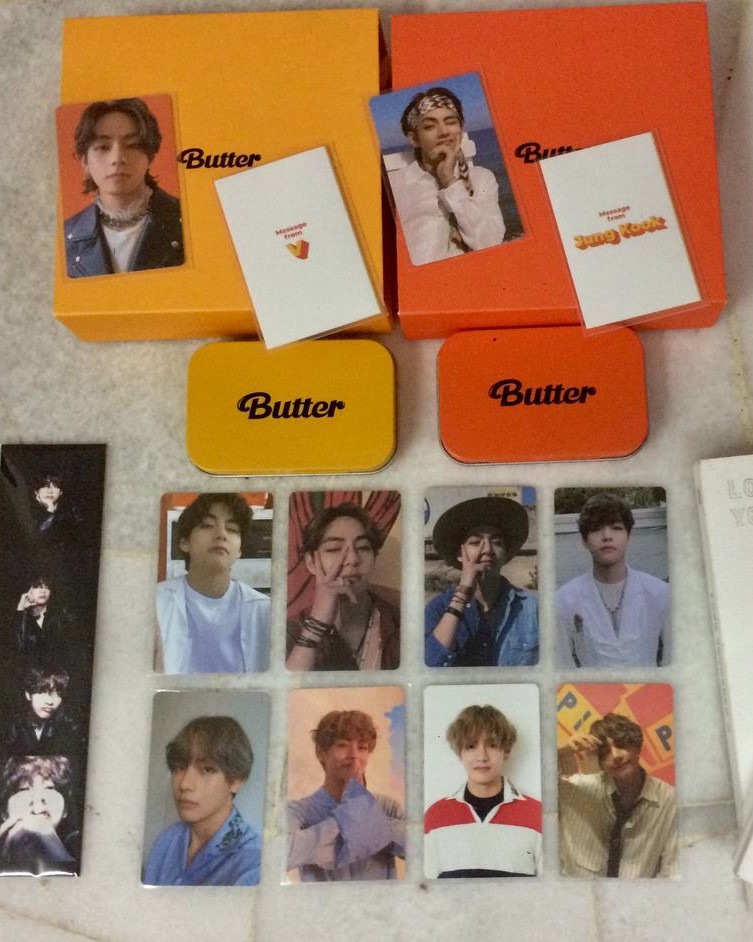 Butter
Butter
Message
from
V
Message
from
Jung Kook
Butter
Butter